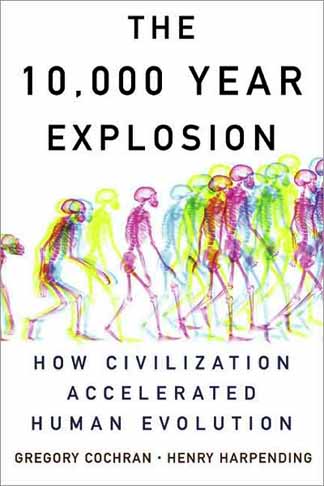 THE
10,000 YEAR
EXPLOSION
HOW CIVILIZATION
ACCELERATED
HUMAN EVOLUTION
GREGORY COCHRAN · HENRY HARPENDING